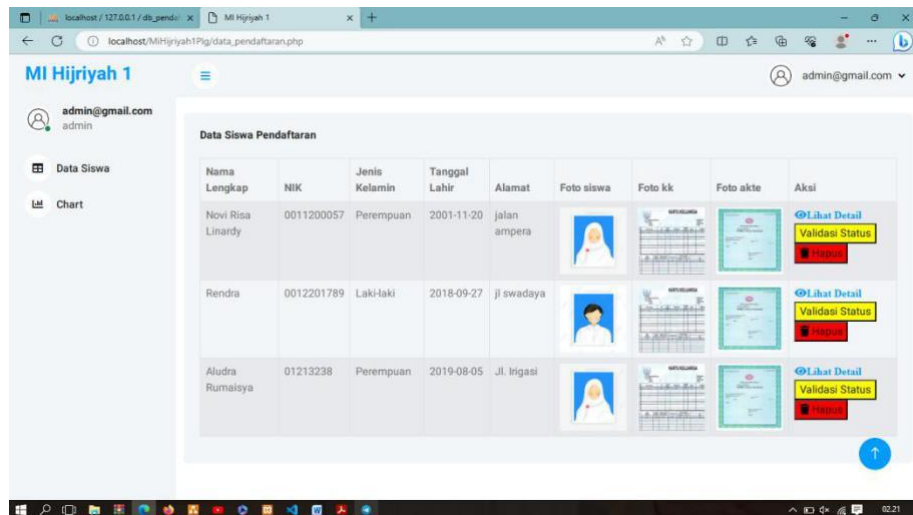 localhost / 127.0.0.1 / db_penda
MI Hijriyah 1
localhost/MiHijriyah1Plg/data_pendaftaran.php
MI Hijriyah 1
admin@gmail.com
admin@gmail.com
admin
Data Siswa
Chart
Data Siswa Pendaftaran
Nama Lengkap NIK Jenis Kelamin Tanggal Lahir Alamat Foto siswa Foto kk Foto akte Aksi
Novi Risa Linardy 0011200057 Perempuan 2001-11-20 jalan ampera Lihat Detail
Validasi Status
Hapus
Rendra 0012201789 Laki-laki 2018-09-27 jl swadaya Lihat Detail
Validasi Status
Hapus
Aludra Rumaisya 01213238 Perempuan 2019-08-05 Jl. Irigasi Lihat Detail
Validasi Status
Hapus
02.21